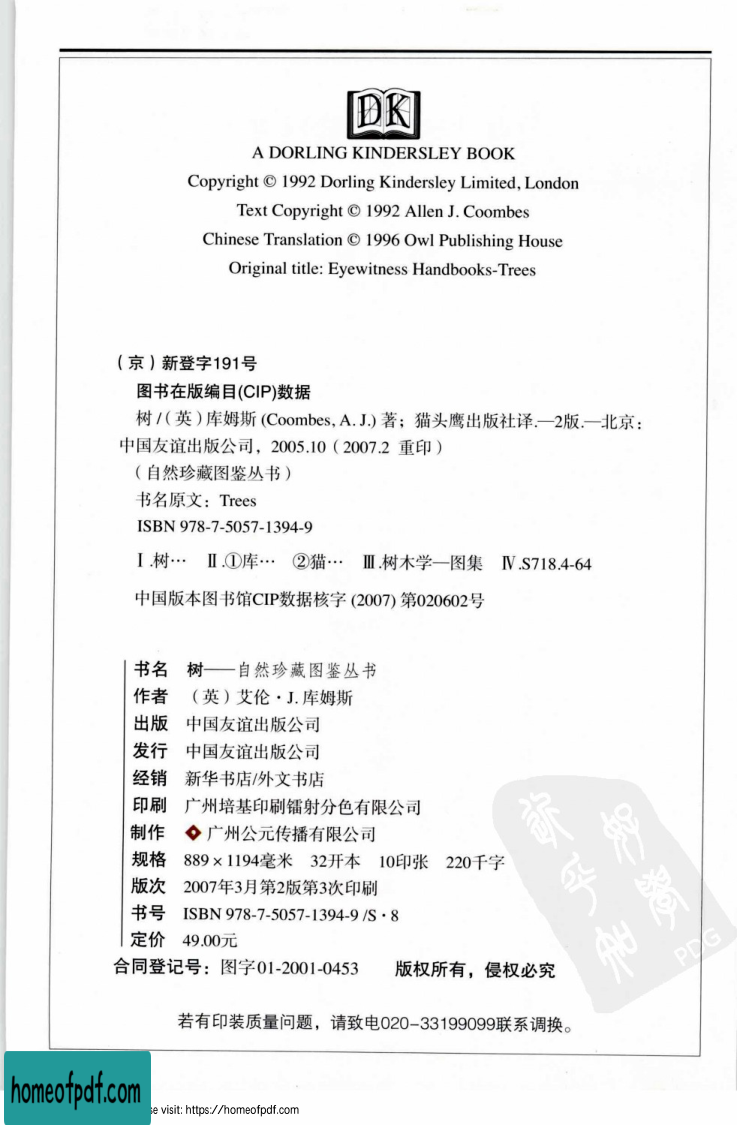 DK
A DORLING KINDERSLEY BOOK
Copyright © 1992 Dorling Kindersley Limited, London
Text Copyright © 1992 Allen J. Coombes
Chinese Translation © 1996 Owl Publishing House
Original title: Eyewitness Handbooks-Trees
（京）新登字191号
图书在版编目(CIP)数据
树 /（英）库姆斯 (Coombes, A. J.) 著；猫头鹰出版社译.—2版.—北京：
中国友谊出版公司，2005.10（2007.2 重印）
（自然珍藏图鉴丛书）
书名原文：Trees
ISBN 978-7-5057-1394-9
Ⅰ.树… Ⅱ.①库… ②猫… Ⅲ.树木学—图集 Ⅳ.S718.4-64
中国版本图书馆CIP数据核字 (2007) 第020602号
书名 树——自然珍藏图鉴丛书
作者 （英）艾伦·J. 库姆斯
出版 中国友谊出版公司
发行 中国友谊出版公司
经销 新华书店/外文书店
印刷 广州培基印刷镭射分色有限公司
制作 广州公元传播有限公司
规格 889 × 1194毫米 32开本 10印张 220千字
版次 2007年3月第2版第3次印刷
书号 ISBN 978-7-5057-1394-9 /S·8
定价 49.00元
合同登记号：图字 01-2001-0453 版权所有，侵权必究
若有印装质量问题，请致电020-33199099联系调换。
PDG
homeofpdf.com
se visit: https://homeofpdf.com